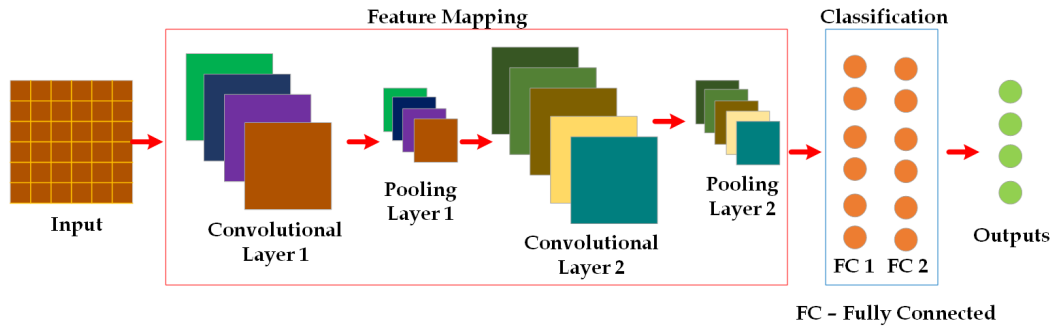 Feature Mapping
Classification
Input
Convolutional
Layer 1
Pooling
Layer 1
Convolutional
Layer 2
Pooling
Layer 2
FC 1
FC 2
Outputs
FC – Fully Connected